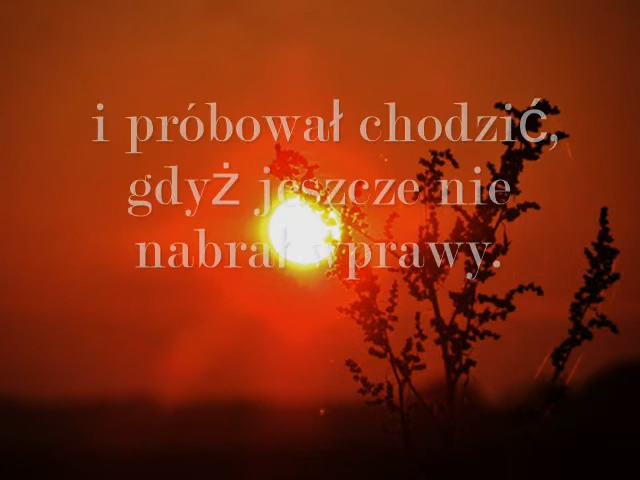 i próbował chodzić,
gdyż jeszcze nie
nabrał wprawy.